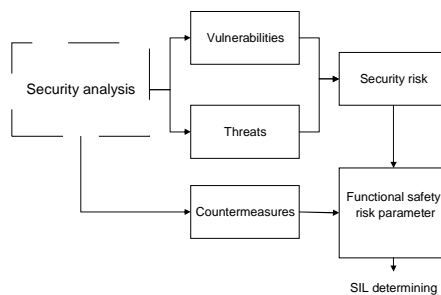 Vulnerabilities
Security analysis
Security risk
Threats
Functional safety
risk parameter
Countermeasures
SIL determining